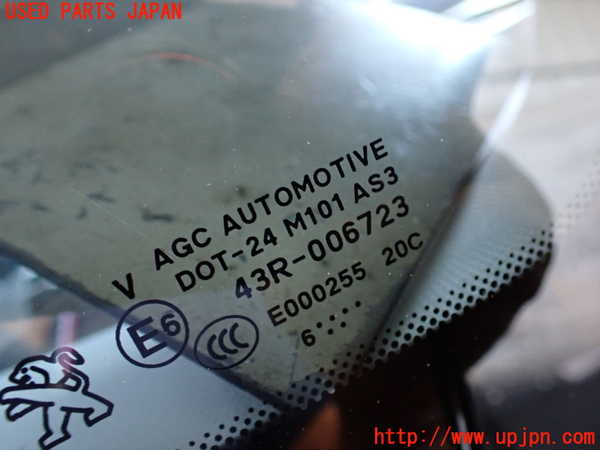 USED PARTS JAPAN
V AGC AUTOMOTIVE
DOT-24 M101 AS3
43R-006723
E6 CCC E000255 20C
6
http://www.upjpn.com/